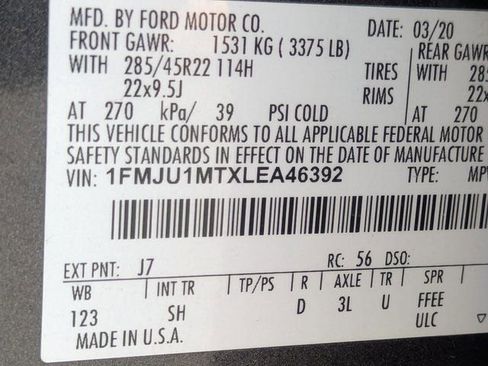 MFD. BY FORD MOTOR CO.
DATE: 03/20
FRONT GAWR: 1531 KG ( 3375 LB)
REAR GAWR
WITH 285/45R22 114H TIRES WITH 285
22x9.5J RIMS 22x
AT 270 kPa/ 39 PSI COLD AT 270
THIS VEHICLE CONFORMS TO ALL APPLICABLE FEDERAL MOTOR
SAFETY STANDARDS IN EFFECT ON THE DATE OF MANUFACTURE
VIN: 1FMJU1MTXLEA46392 TYPE: MP
EXT PNT: J7 RC: 56 DSO:
WB INT TR TP/PS R AXLE TR SPR
123 SH D 3L U FFEE
ULC
MADE IN U.S.A.